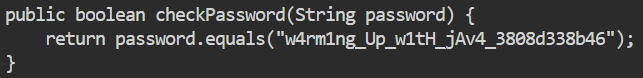 public boolean checkPassword(String password) {
    return password.equals("w4rm1ng_Up_w1tH_jAv4_3808d338b46");
}